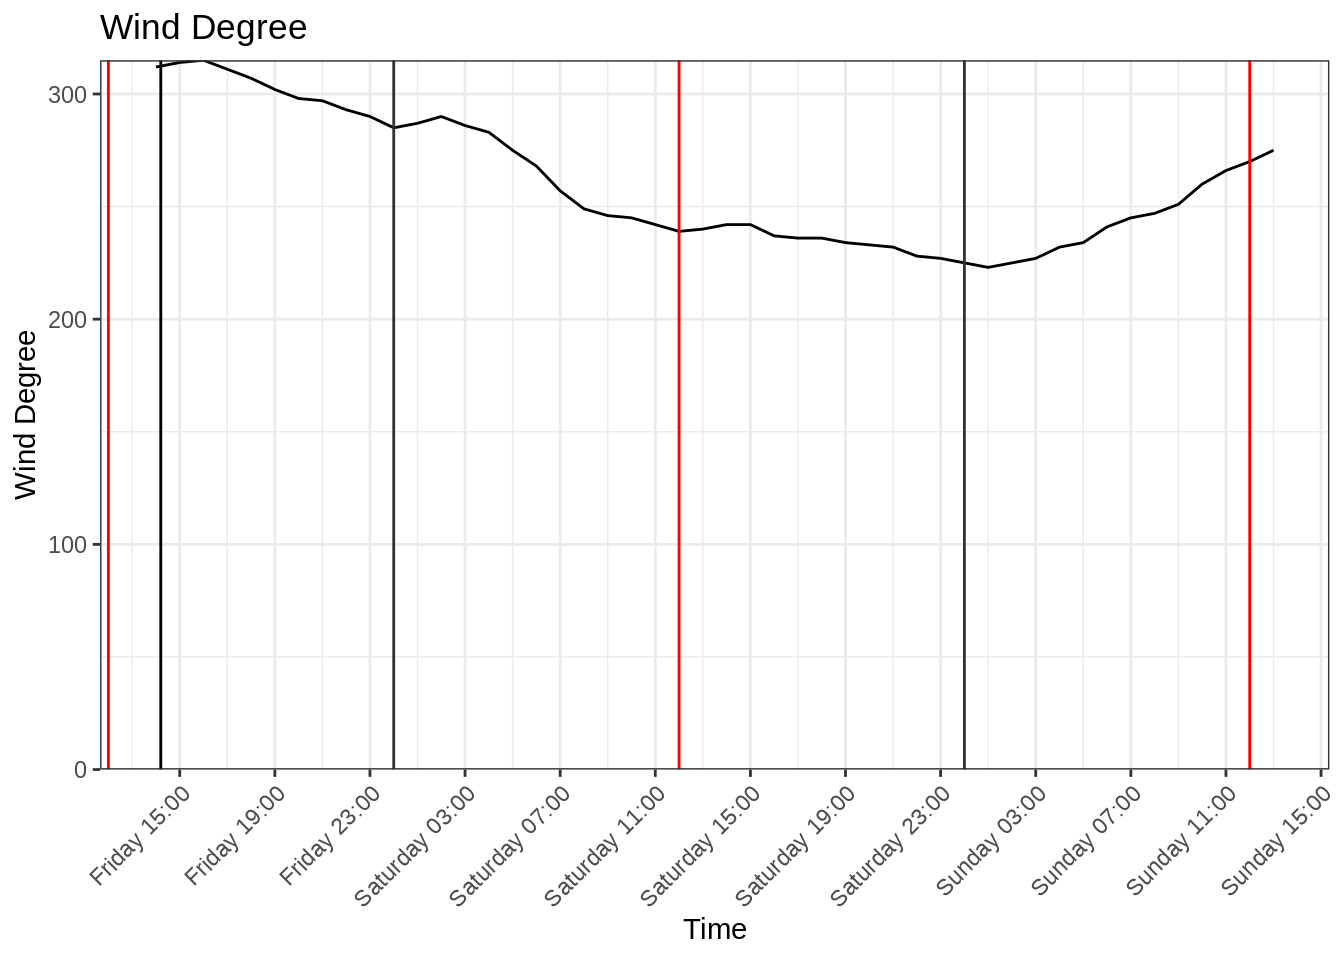 Wind Degree
Wind Degree
300
200
100
0
Friday 15:00
Friday 19:00
Friday 23:00
Saturday 03:00
Saturday 07:00
Saturday 11:00
Saturday 15:00
Saturday 19:00
Saturday 23:00
Sunday 03:00
Sunday 07:00
Sunday 11:00
Sunday 15:00
Time